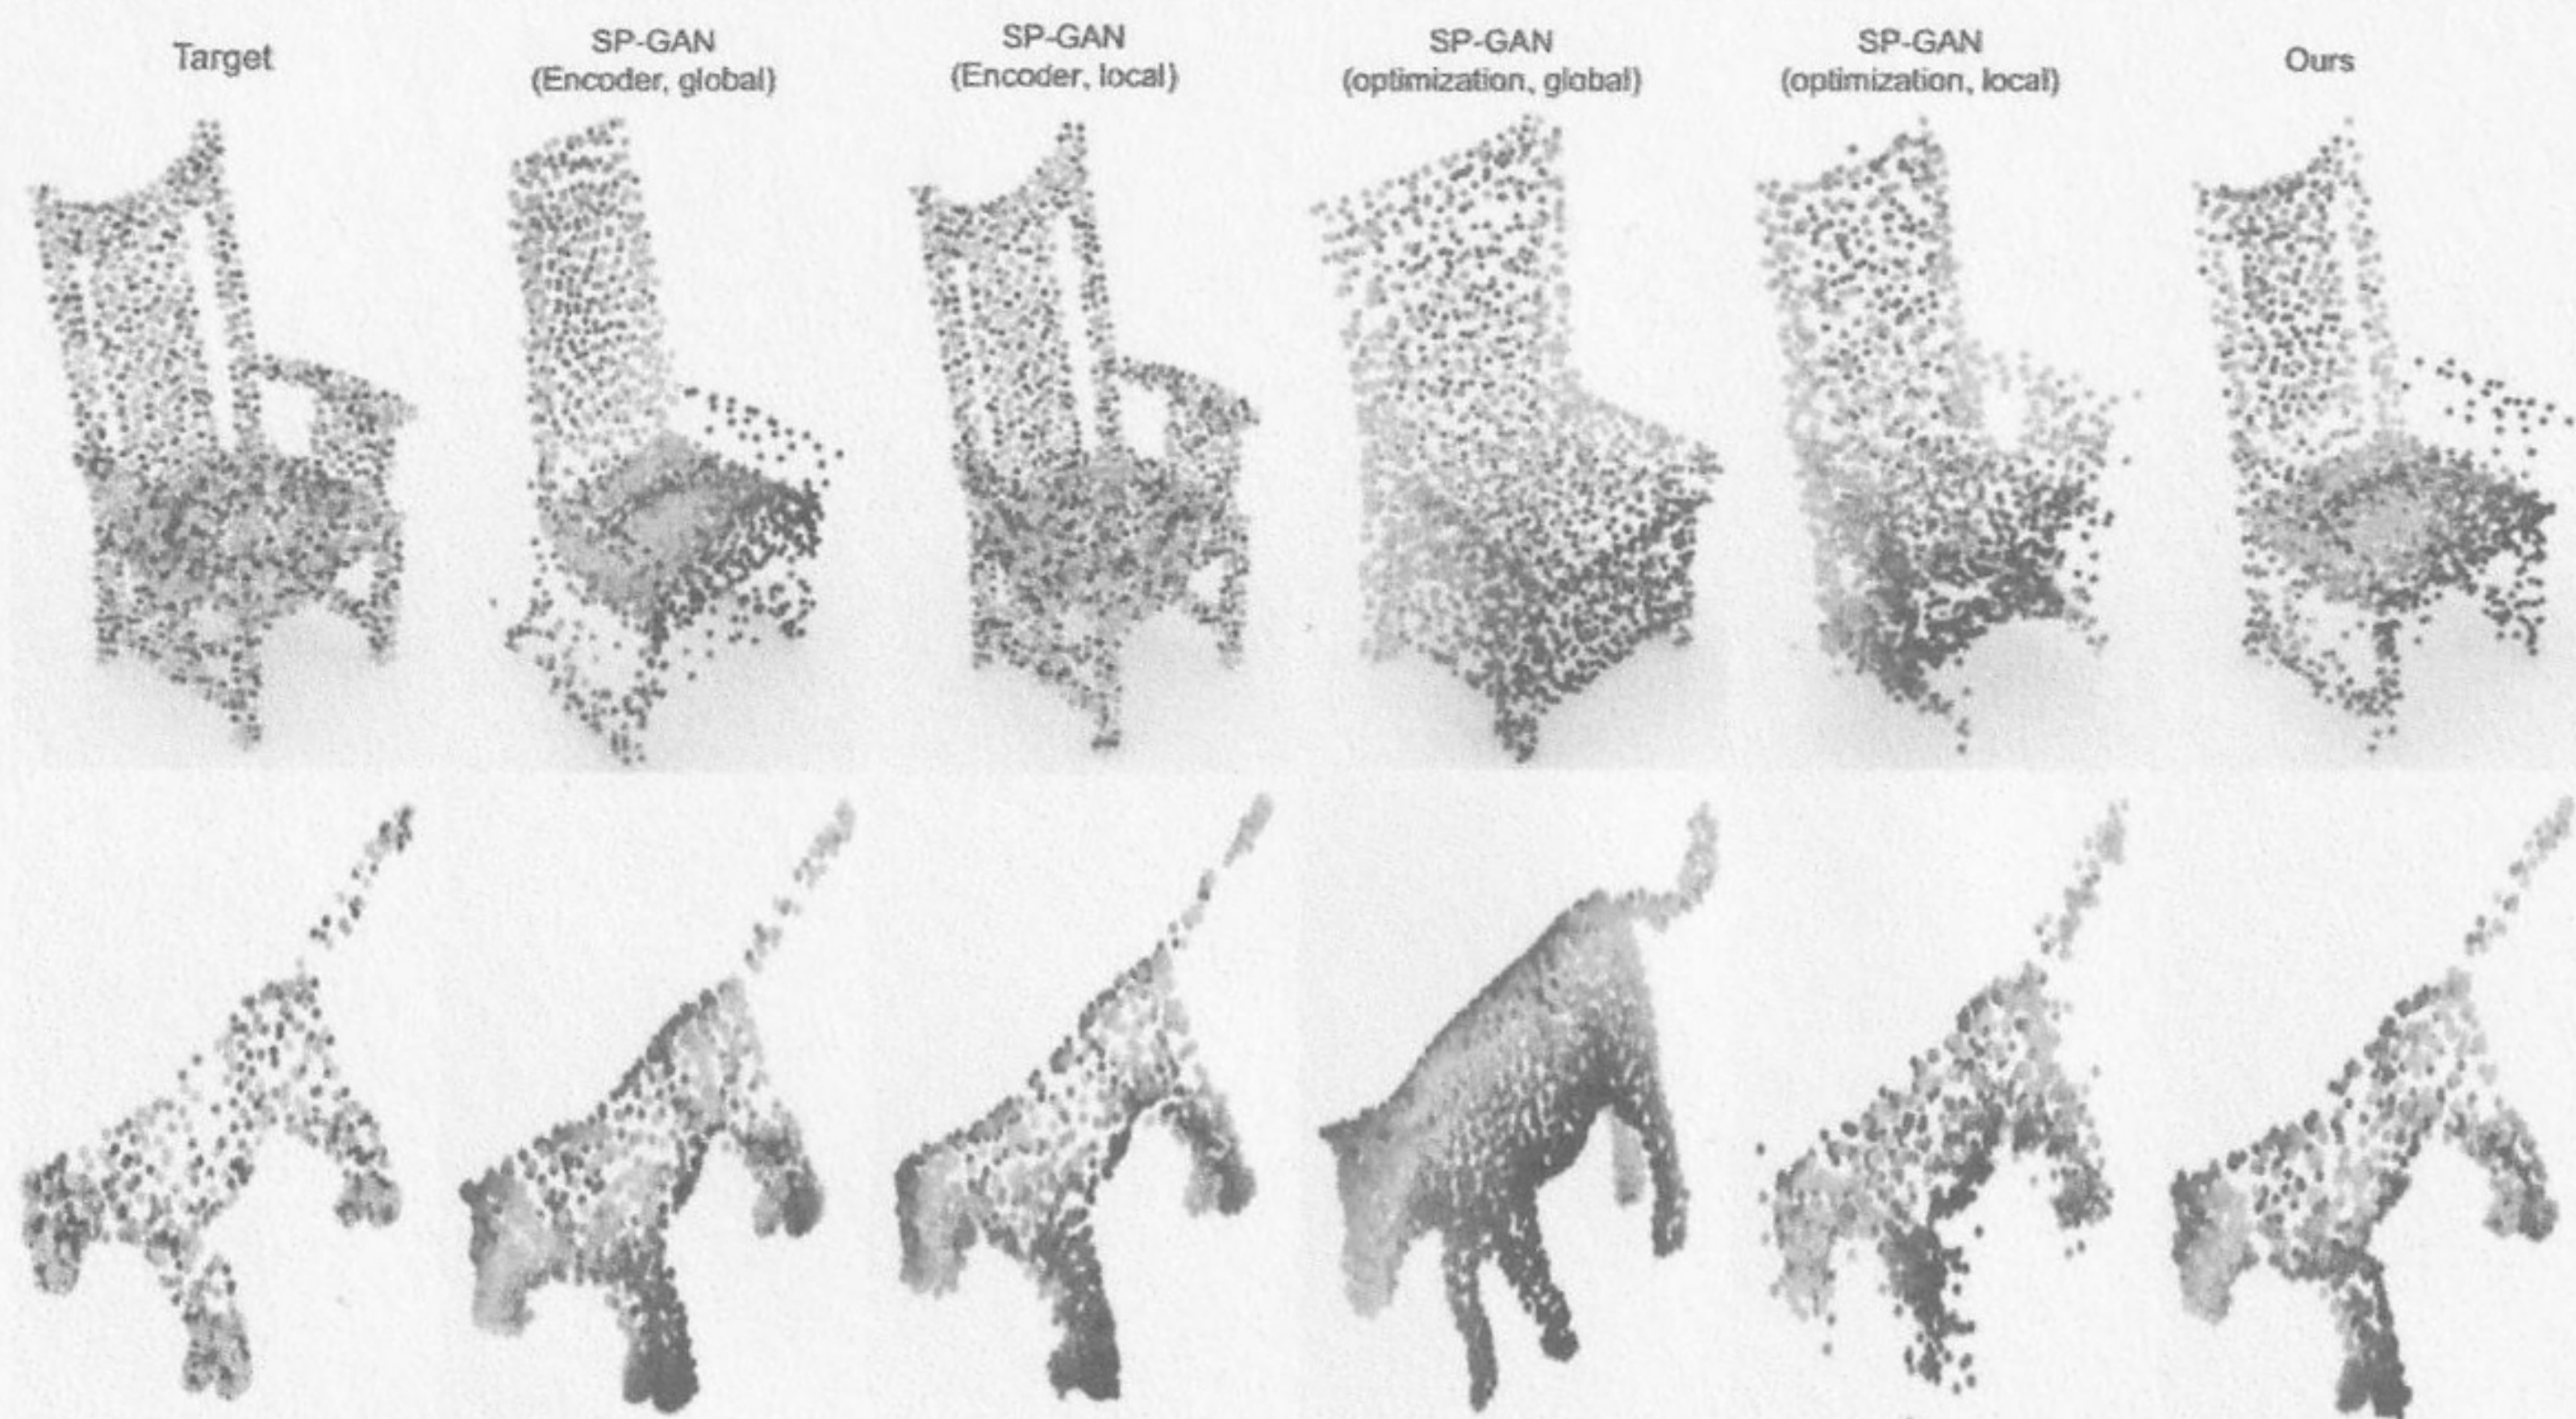 Target
SP-GAN
(Encoder, global)
SP-GAN
(Encoder, local)
SP-GAN
(optimization, global)
SP-GAN
(optimization, local)
Ours